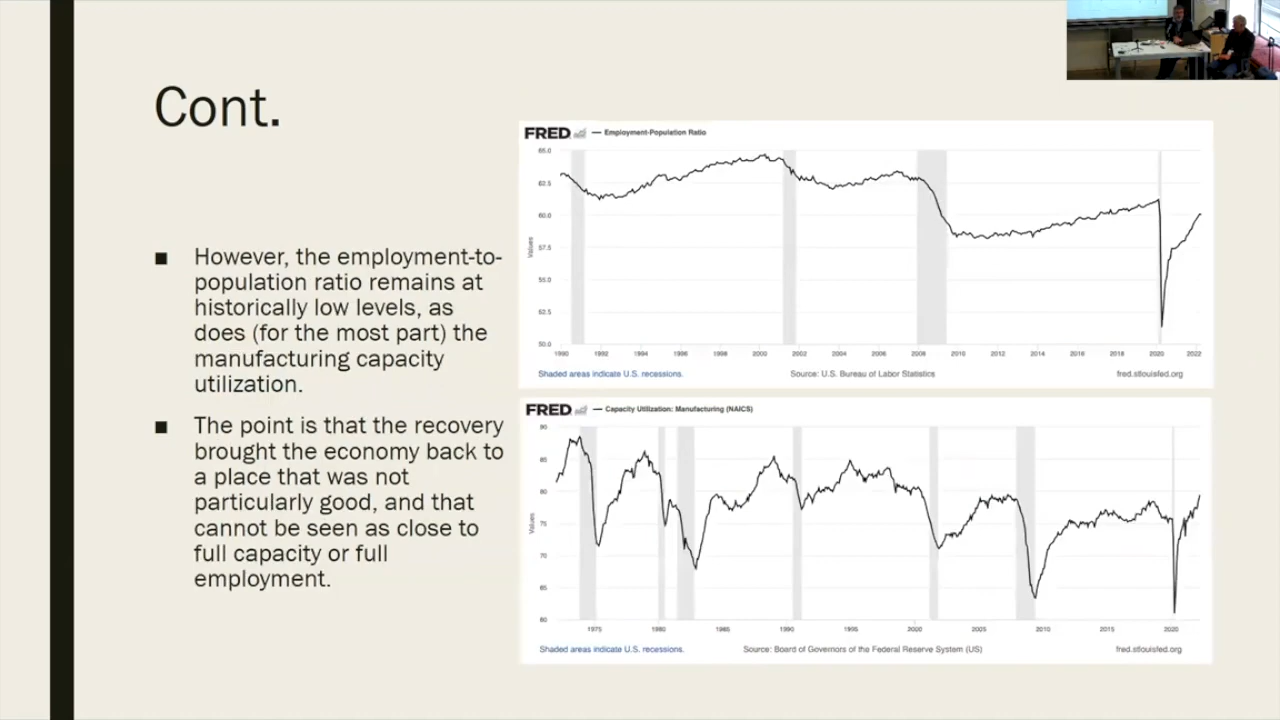 Cont.
■ However, the employment-to-
population ratio remains at
historically low levels, as
does (for the most part) the
manufacturing capacity
utilization.
■ The point is that the recovery
brought the economy back to
a place that was not
particularly good, and that
cannot be seen as close to
full capacity or full
employment.
FRED — Employment-Population Ratio
65.0
62.5
60.0
57.5
55.0
52.5
50.0
Values
1990 1992 1994 1996 1998 2000 2002 2004 2006 2008 2010 2012 2014 2016 2018 2020 2022
Shaded areas indicate U.S. recessions. Source: U.S. Bureau of Labor Statistics fred.stlouisfed.org
FRED — Capacity Utilization: Manufacturing (NAICS)
90
85
80
75
70
65
60
Values
1975 1980 1985 1990 1995 2000 2005 2010 2015 2020
Shaded areas indicate U.S. recessions. Source: Board of Governors of the Federal Reserve System (US) fred.stlouisfed.org